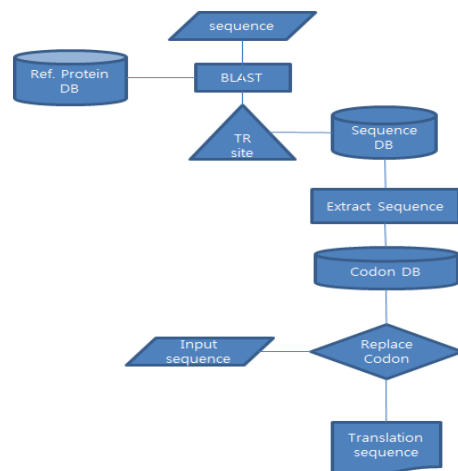 sequence
Ref. Protein
DB
BLAST
TR
site
Sequence
DB
Extract Sequence
Codon DB
Input
sequence
Replace
Codon
Translation
sequence